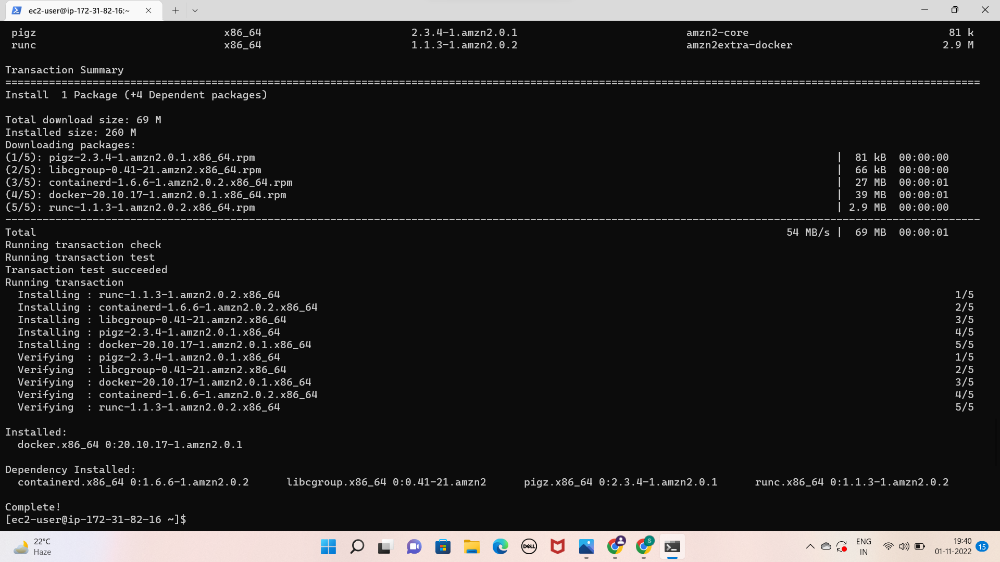 ec2-user@ip-172-31-82-16:~
pigz x86_64 2.3.4-1.amzn2.0.1 amzn2-core 81 k
runc x86_64 1.1.3-1.amzn2.0.2 amzn2extra-docker 2.9 M
Transaction Summary
================================================================================
Install  1 Package (+4 Dependent packages)
Total download size: 69 M
Installed size: 260 M
Downloading packages:
(1/5): pigz-2.3.4-1.amzn2.0.1.x86_64.rpm | 81 kB 00:00:00
(2/5): libcgroup-0.41-21.amzn2.x86_64.rpm | 66 kB 00:00:00
(3/5): containerd-1.6.6-1.amzn2.0.2.x86_64.rpm | 27 MB 00:00:01
(4/5): docker-20.10.17-1.amzn2.0.1.x86_64.rpm | 39 MB 00:00:01
(5/5): runc-1.1.3-1.amzn2.0.2.x86_64.rpm | 2.9 MB 00:00:00
--------------------------------------------------------------------------------
Total 54 MB/s | 69 MB 00:00:01
Running transaction check
Running transaction test
Transaction test succeeded
Running transaction
Installing : runc-1.1.3-1.amzn2.0.2.x86_64 1/5
Installing : containerd-1.6.6-1.amzn2.0.2.x86_64 2/5
Installing : libcgroup-0.41-21.amzn2.x86_64 3/5
Installing : pigz-2.3.4-1.amzn2.0.1.x86_64 4/5
Installing : docker-20.10.17-1.amzn2.0.1.x86_64 5/5
Verifying  : pigz-2.3.4-1.amzn2.0.1.x86_64 1/5
Verifying  : libcgroup-0.41-21.amzn2.x86_64 2/5
Verifying  : docker-20.10.17-1.amzn2.0.1.x86_64 3/5
Verifying  : containerd-1.6.6-1.amzn2.0.2.x86_64 4/5
Verifying  : runc-1.1.3-1.amzn2.0.2.x86_64 5/5
Installed:
docker.x86_64 0:20.10.17-1.amzn2.0.1
Dependency Installed:
containerd.x86_64 0:1.6.6-1.amzn2.0.2 libcgroup.x86_64 0:0.41-21.amzn2 pigz.x86_64 0:2.3.4-1.amzn2.0.1 runc.x86_64 0:1.1.3-1.amzn2.0.2
Complete!
[ec2-user@ip-172-31-82-16 ~]$
22°C
Haze
DELL
S
ENG
IN
19:40
01-11-2022
15